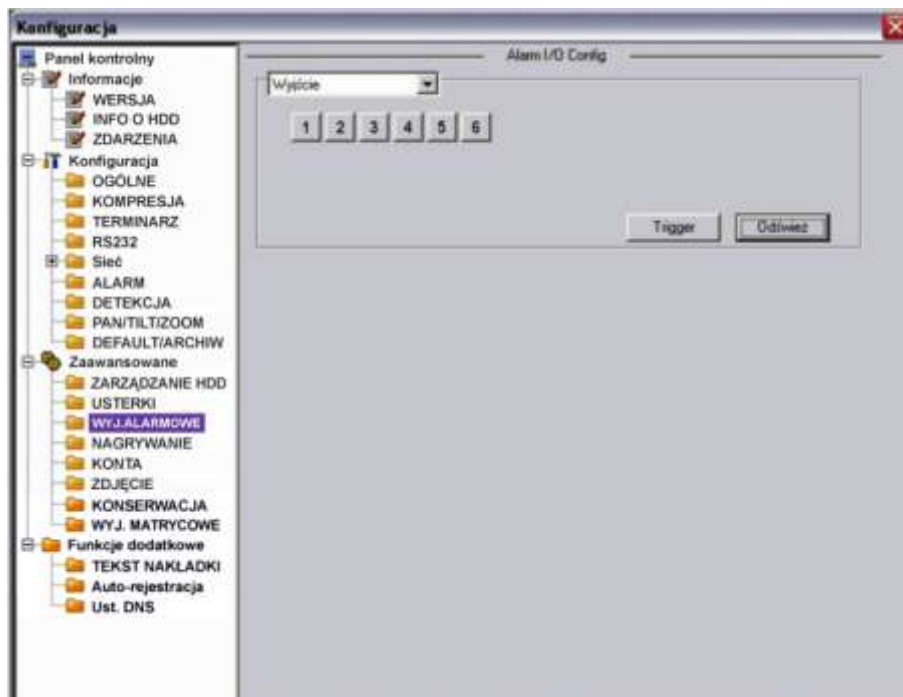 Konfiguracja
Panel kontrolny
Informacje
WERSJA
INFO O HDD
ZDARZENIA
Konfiguracja
OGÓLNE
KOMPRESJA
TERMINARZ
RS232
Sieć
ALARM
DETEKCJA
PAN/TILT/ZOOM
DEFAULT/ARCHIW
Zaawansowane
ZARZĄDZANIE HDD
USTERKI
WYJ.ALARMOWE
NAGRYWANIE
KONTA
ZDJĘCIE
KONSERWACJA
WYJ. MATRYCOWE
Funkcje dodatkowe
TEKST NAKŁADKI
Auto-rejestracja
Ust. DNS
Alarm I/O Config
Wyjście
1 2 3 4 5 6
Trigger Odśwież